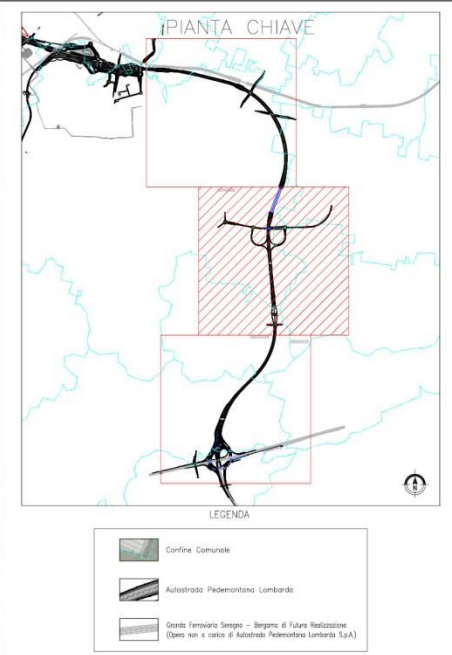 PIANTA CHIAVE
N
LEGENDA
Confine Comunale
Autostrada Pedemontana Lombarda
Gronda Ferroviaria Seregno - Bergamo di Futura Realizzazione
(Opera non a carico di Autostrada Pedemontana Lombarda S.p.A.)